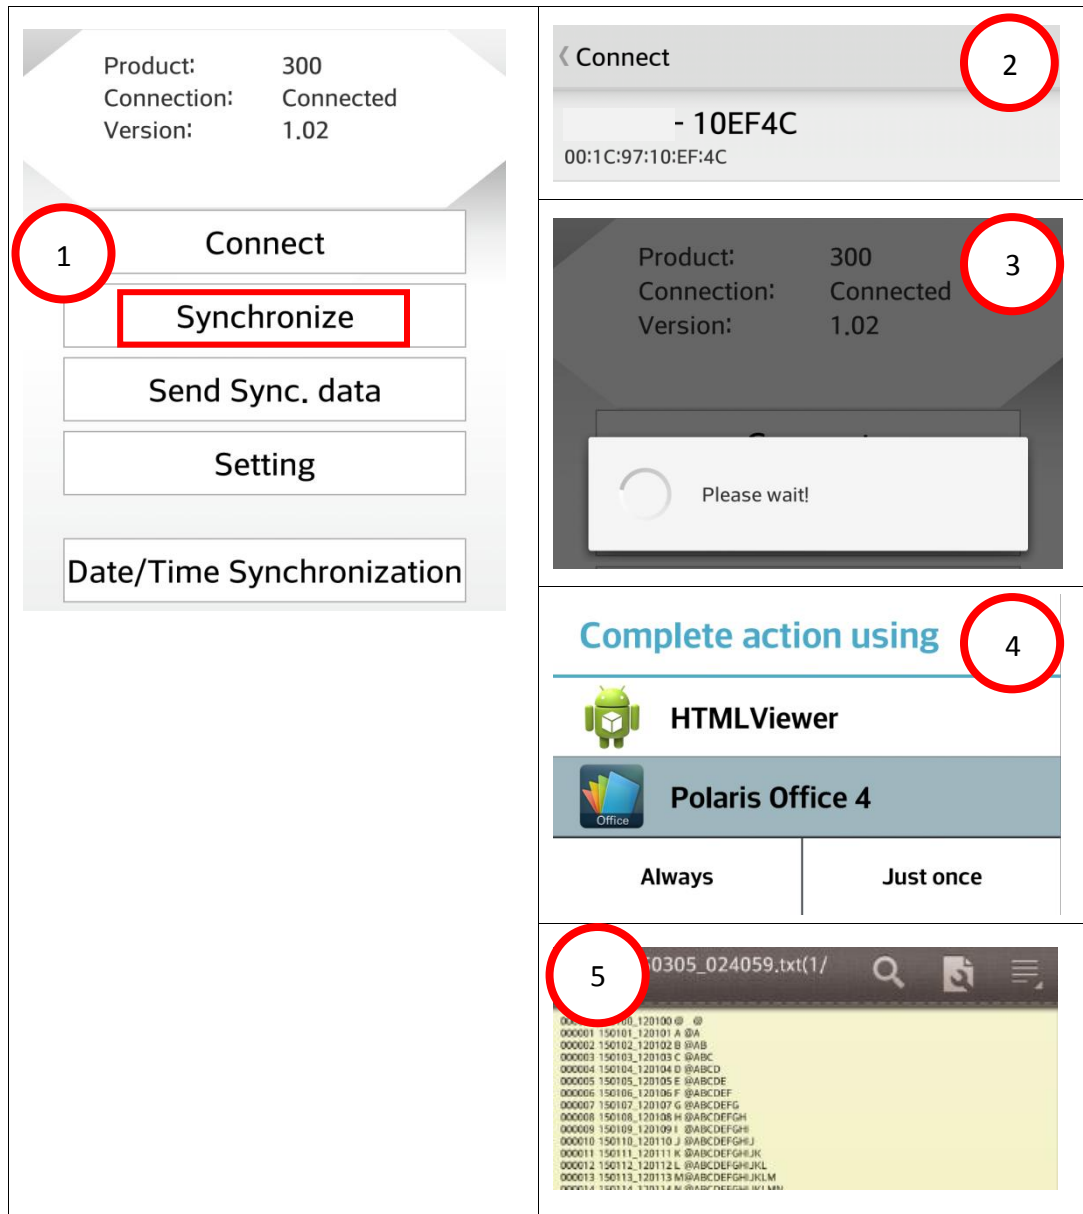 Product: 300
Connection: Connected
Version: 1.02
1
Connect
Synchronize
Send Sync. data
Setting
Date/Time Synchronization
Connect
2
- 10EF4C
00:1C:97:10:EF:4C
Product: 300
3
Connection: Connected
Version: 1.02
Please wait!
Complete action using
4
HTMLViewer
Office
Polaris Office 4
Always Just once
5
0305_024059.txt(1/
120100 @ @
000001 150101_120101 A @A
000002 150102_120102 B @AB
000003 150103_120103 C @ABC
000004 150104_120104 D @ABCD
000005 150105_120105 E @ABCDE
000006 150106_120106 F @ABCDEF
000007 150107_120107 G @ABCDEFG
000008 150108_120108 H @ABCDEFGH
000009 150109_120109 I @ABCDEFGHI
000010 150110_120110 J @ABCDEFGHIJ
000011 150111_120111 K @ABCDEFGHIJK
000012 150112_120112 L @ABCDEFGHIJKL
000013 150113_120113 M@ABCDEFGHIJKLM
000014 150114_120114 N @ABCDEFGHIJKLMN